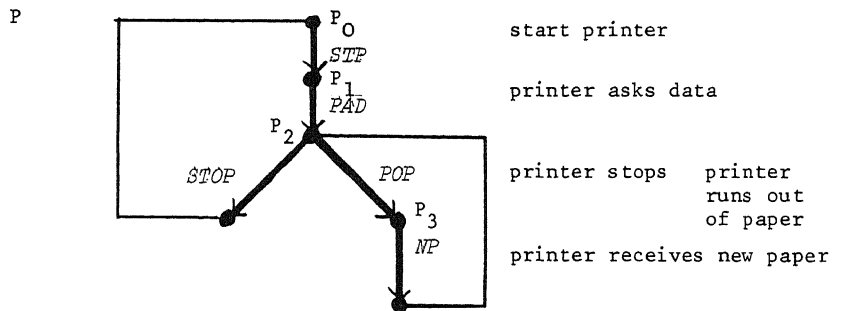 P
P0
start printer
STP
P1
printer asks data
PAD
P2
STOP
POP
printer stops printer
runs out
of paper
P3
NP
printer receives new paper